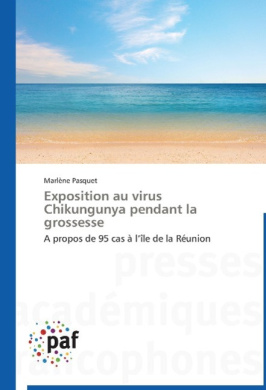 Marlène Pasquet
Exposition au virus
Chikungunya pendant la
grossesse
A propos de 95 cas à l'île de la Réunion
presses
académiques
francophones
paf